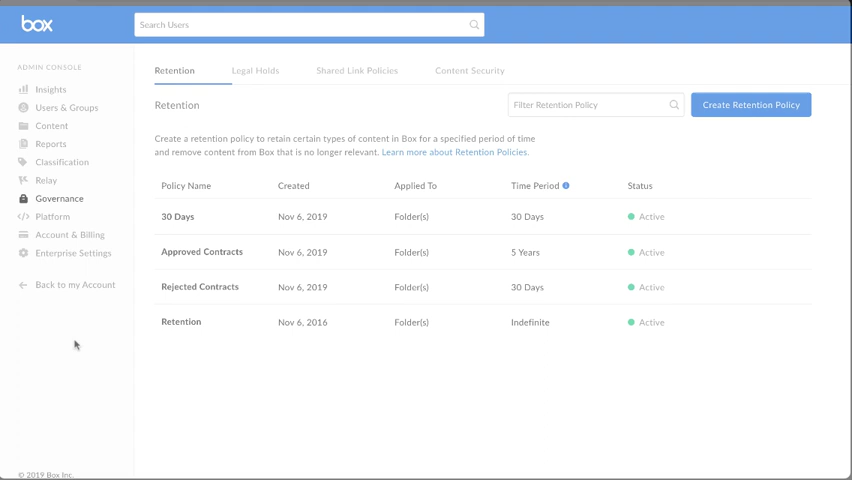 box
Search Users
ADMIN CONSOLE
Insights
Users & Groups
Content
Reports
Classification
Relay
Governance
Platform
Account & Billing
Enterprise Settings
Back to my Account
© 2019 Box Inc.
Retention Legal Holds Shared Link Policies Content Security
Retention
Filter Retention Policy
Create Retention Policy
Create a retention policy to retain certain types of content in Box for a specified period of time
and remove content from Box that is no longer relevant. Learn more about Retention Policies.
Policy Name Created Applied To Time Period Status
30 Days Nov 6, 2019 Folder(s) 30 Days Active
Approved Contracts Nov 6, 2019 Folder(s) 5 Years Active
Rejected Contracts Nov 6, 2019 Folder(s) 30 Days Active
Retention Nov 6, 2016 Folder(s) Indefinite Active